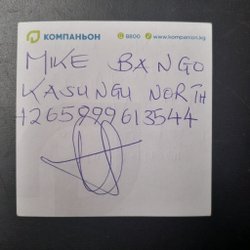 КОМПАНЬОН 8800 www.kompanion.kg
MIKE BANGO
KASUNGU NORTH
+265999613544